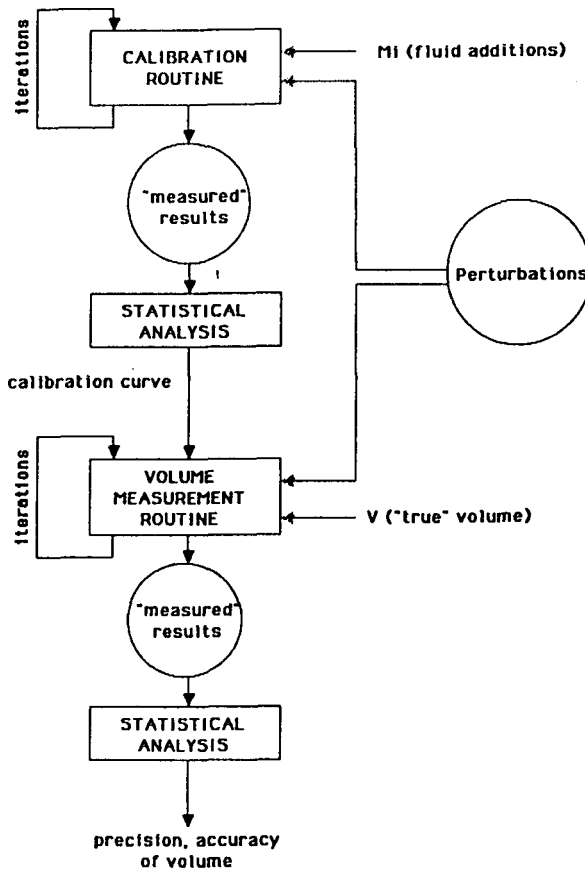 iterations
CALIBRATION
ROUTINE
Mi (fluid additions)
"measured"
results
Perturbations
STATISTICAL
ANALYSIS
calibration curve
iterations
VOLUME
MEASUREMENT
ROUTINE
V ("true" volume)
"measured"
results
STATISTICAL
ANALYSIS
precision, accuracy
of volume